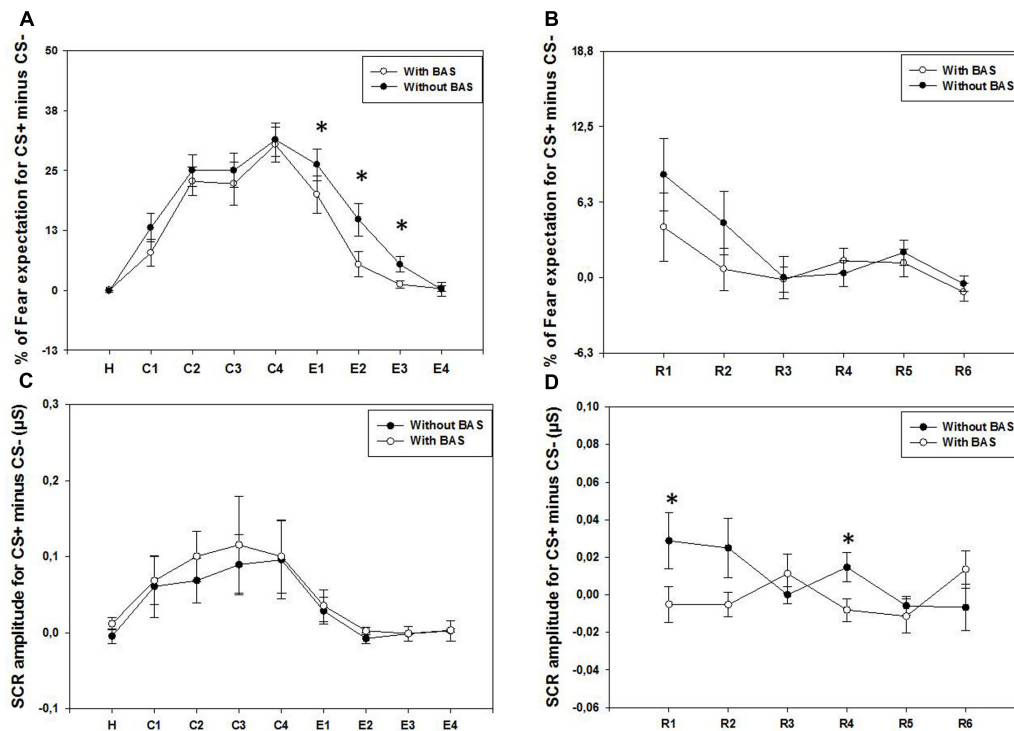 A
% of Fear expectation for CS+ minus CS-
50
38
25
13
0
-13
With BAS
Without BAS
*
*
*
H C1 C2 C3 C4 E1 E2 E3 E4
B
% of Fear expectation for CS+ minus CS-
18,8
12,5
6,3
0,0
-6,3
With BAS
Without BAS
R1 R2 R3 R4 R5 R6
C
SCR amplitude for CS+ minus CS- (µS)
0,3
0,2
0,1
0,0
-0,1
Without BAS
With BAS
H C1 C2 C3 C4 E1 E2 E3 E4
D
SCR amplitude for CS+ minus CS- (µS)
0,10
0,08
0,06
0,04
0,02
0,00
-0,02
-0,04
-0,06
Without BAS
With BAS
*
*
R1 R2 R3 R4 R5 R6